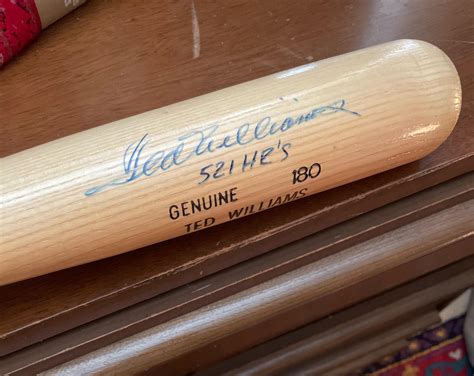 Ted Williams
521 HR'S
GENUINE 180
TED WILLIAMS